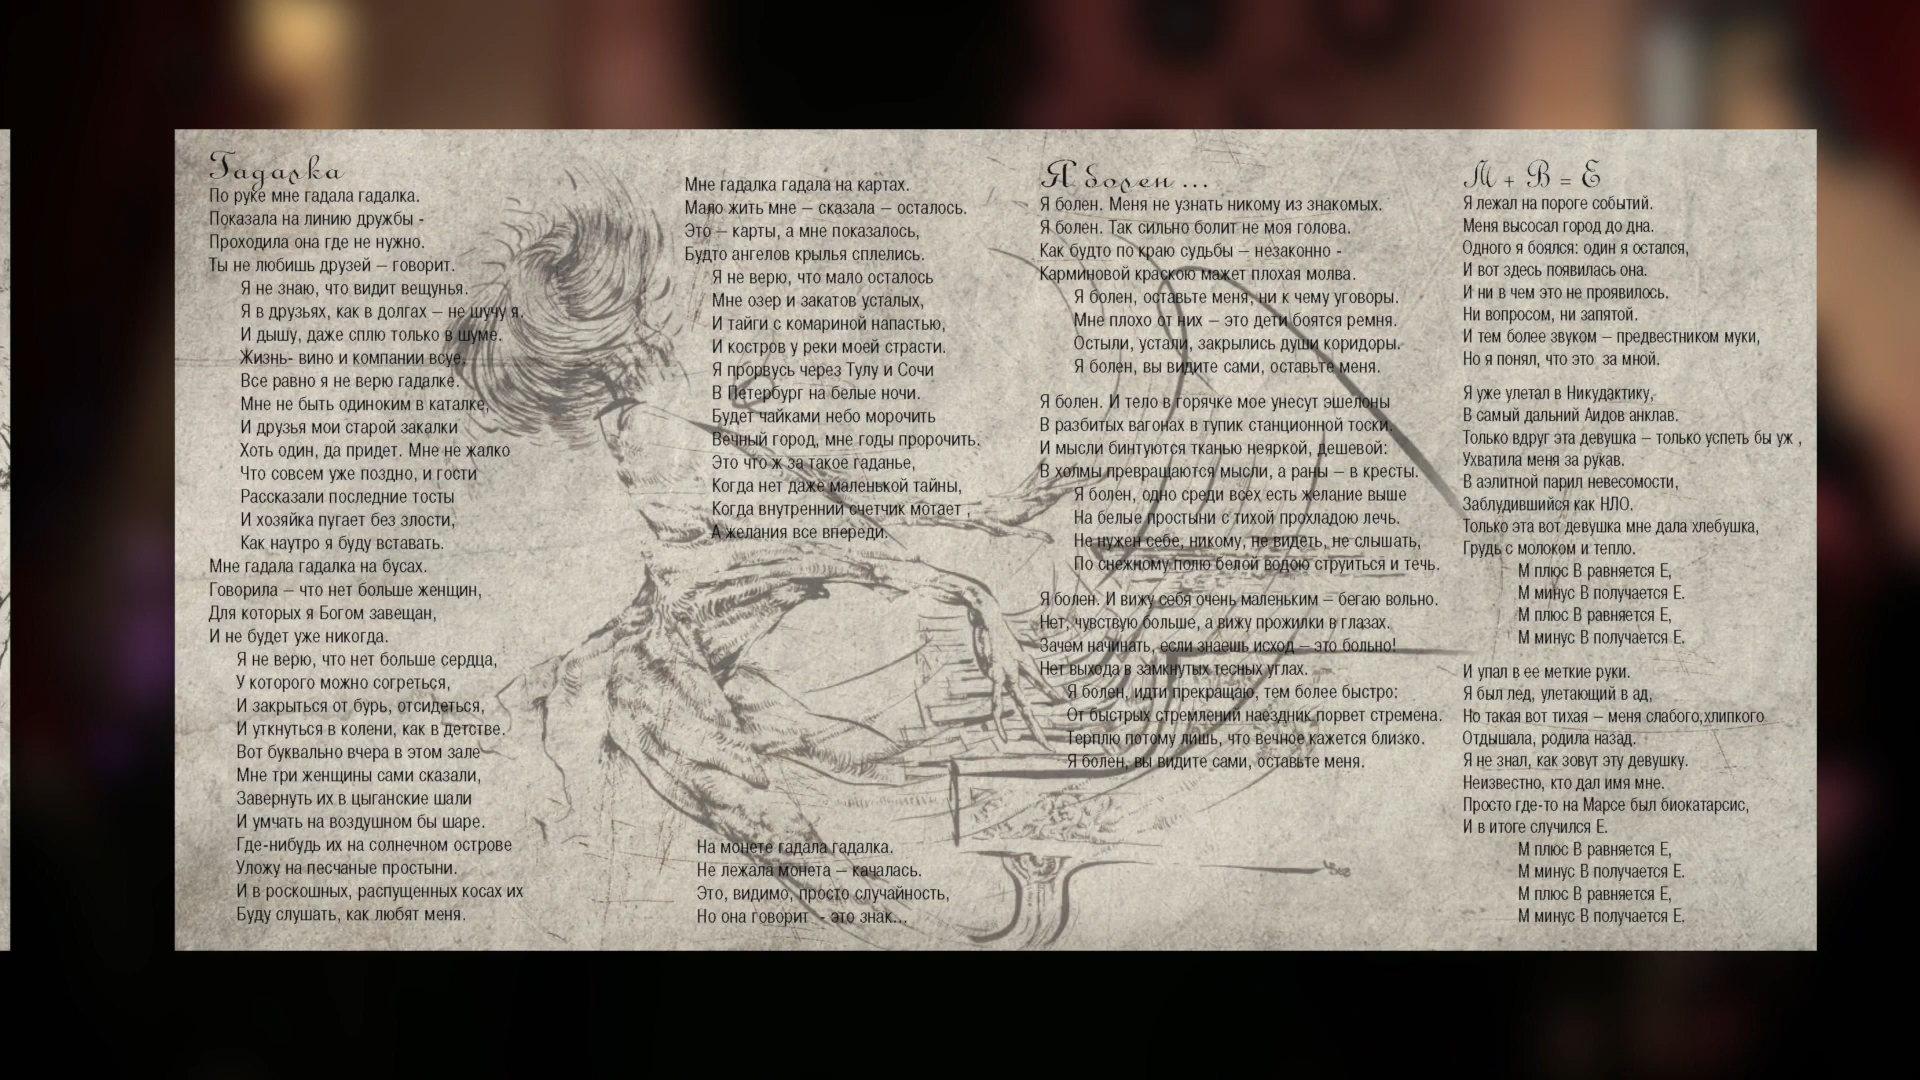 Гадалка
По руке мне гадала гадалка.
Показала на линию дружбы -
Проходила она где не нужно.
Ты не любишь друзей – говорит.
Я не знаю, что видит вещунья.
Я в друзьях, как в долгах – не шучу я.
И дышу, даже сплю только в шуме.
Жизнь- вино и компании всуе.
Все равно я не верю гадалке.
Мне не быть одиноким в каталке,
И друзья мои старой закалки
Хоть один, да придет. Мне не жалко
Что совсем уже поздно, и гости
Рассказали последние тосты
И хозяйка пугает без злости,
Как наутро я буду вставать.
Мне гадала гадалка на бусах.
Говорила – что нет больше женщин,
Для которых я Богом завещан,
И не будет уже никогда.
Я не верю, что нет больше сердца,
У которого можно согреться,
И закрыться от бурь, отсидеться,
И уткнуться в колени, как в детстве.
Вот буквально вчера в этом зале
Мне три женщины сами сказали,
Завернуть их в цыганские шали
И умчать на воздушном бы шаре.
Где-нибудь их на солнечном острове
Уложу на песчаные простыни.
И в роскошных, распущенных косах их
Буду слушать, как любят меня.
Мне гадалка гадала на картах.
Мало жить мне – сказала – осталось.
Это – карты, а мне показалось,
Будто ангелов крылья сплелись.
Я не верю, что мало осталось
Мне озер и закатов усталых,
И тайги с комариной напастью,
И костров у реки моей страсти.
Я прорвусь через Тулу и Сочи
В Петербург на белые ночи.
Будет чайками небо морочить
Вечный город, мне годы пророчить.
Это что ж за такое гаданье,
Когда нет даже маленькой тайны,
Когда внутренний счетчик мотает ,
А желания все впереди.
На монете гадала гадалка.
Не лежала монета – качалась.
Это, видимо, просто случайность,
Но она говорит - это знак...
Я болен ...
Я болен. Меня не узнать никому из знакомых.
Я болен. Так сильно болит не моя голова.
Как будто по краю судьбы – незаконно -
Карминовой краскою мажет плохая молва.
Я болен, оставьте меня, ни к чему уговоры.
Мне плохо от них – это дети боятся ремня.
Остыли, устали, закрылись души коридоры.
Я болен, вы видите сами, оставьте меня.
Я болен. И тело в горячке мое унесут эшелоны
В разбитых вагонах в тупик станционной тоски.
И мысли бинтуются тканью неяркой, дешевой:
В холмы превращаются мысли, а раны – в кресты.
Я болен, одно среди всех есть желание выше
На белые простыни с тихой прохладою лечь.
Не нужен себе, никому, не видеть, не слышать,
По снежному полю белой водою струиться и течь.
Я болен. И вижу себя очень маленьким – бегаю вольно.
Нет, чувствую больше, а вижу прожилки в глазах.
Зачем начинать, если знаешь исход – это больно!
Нет выхода в замкнутых тесных углах.
Я болен, идти прекращаю, тем более быстро:
От быстрых стремлений наездник порвет стремена.
Терплю потому лишь, что вечное кажется близко.
Я болен, вы видите сами, оставьте меня.
М + В = Е
Я лежал на пороге событий.
Меня высосал город до дна.
Одного я боялся: один я остался,
И вот здесь появилась она.
И ни в чем это не проявилось.
Ни вопросом, ни запятой.
И тем более звуком – предвестником муки,
Но я понял, что это за мной.
Я уже улетал в Никудактику,
В самый дальний Аидов анклав.
Только вдруг эта девушка – только успеть бы уж ,
Ухватила меня за рукав.
В аэлитной парил невесомости,
Заблудившийся как НЛО.
Только эта вот девушка мне дала хлебушка,
Грудь с молоком и тепло.
М плюс В равняется Е,
М минус В получается Е.
М плюс В равняется Е,
М минус В получается Е.
И упал в ее меткие руки.
Я был лед, улетающий в ад,
Но такая вот тихая – меня слабого,хлипкого
Отдышала, родила назад.
Я не знал, как зовут эту девушку.
Неизвестно, кто дал имя мне.
Просто где-то на Марсе был биокатарсис,
И в итоге случился Е.
М плюс В равняется Е,
М минус В получается Е.
М плюс В равняется Е,
М минус В получается Е.